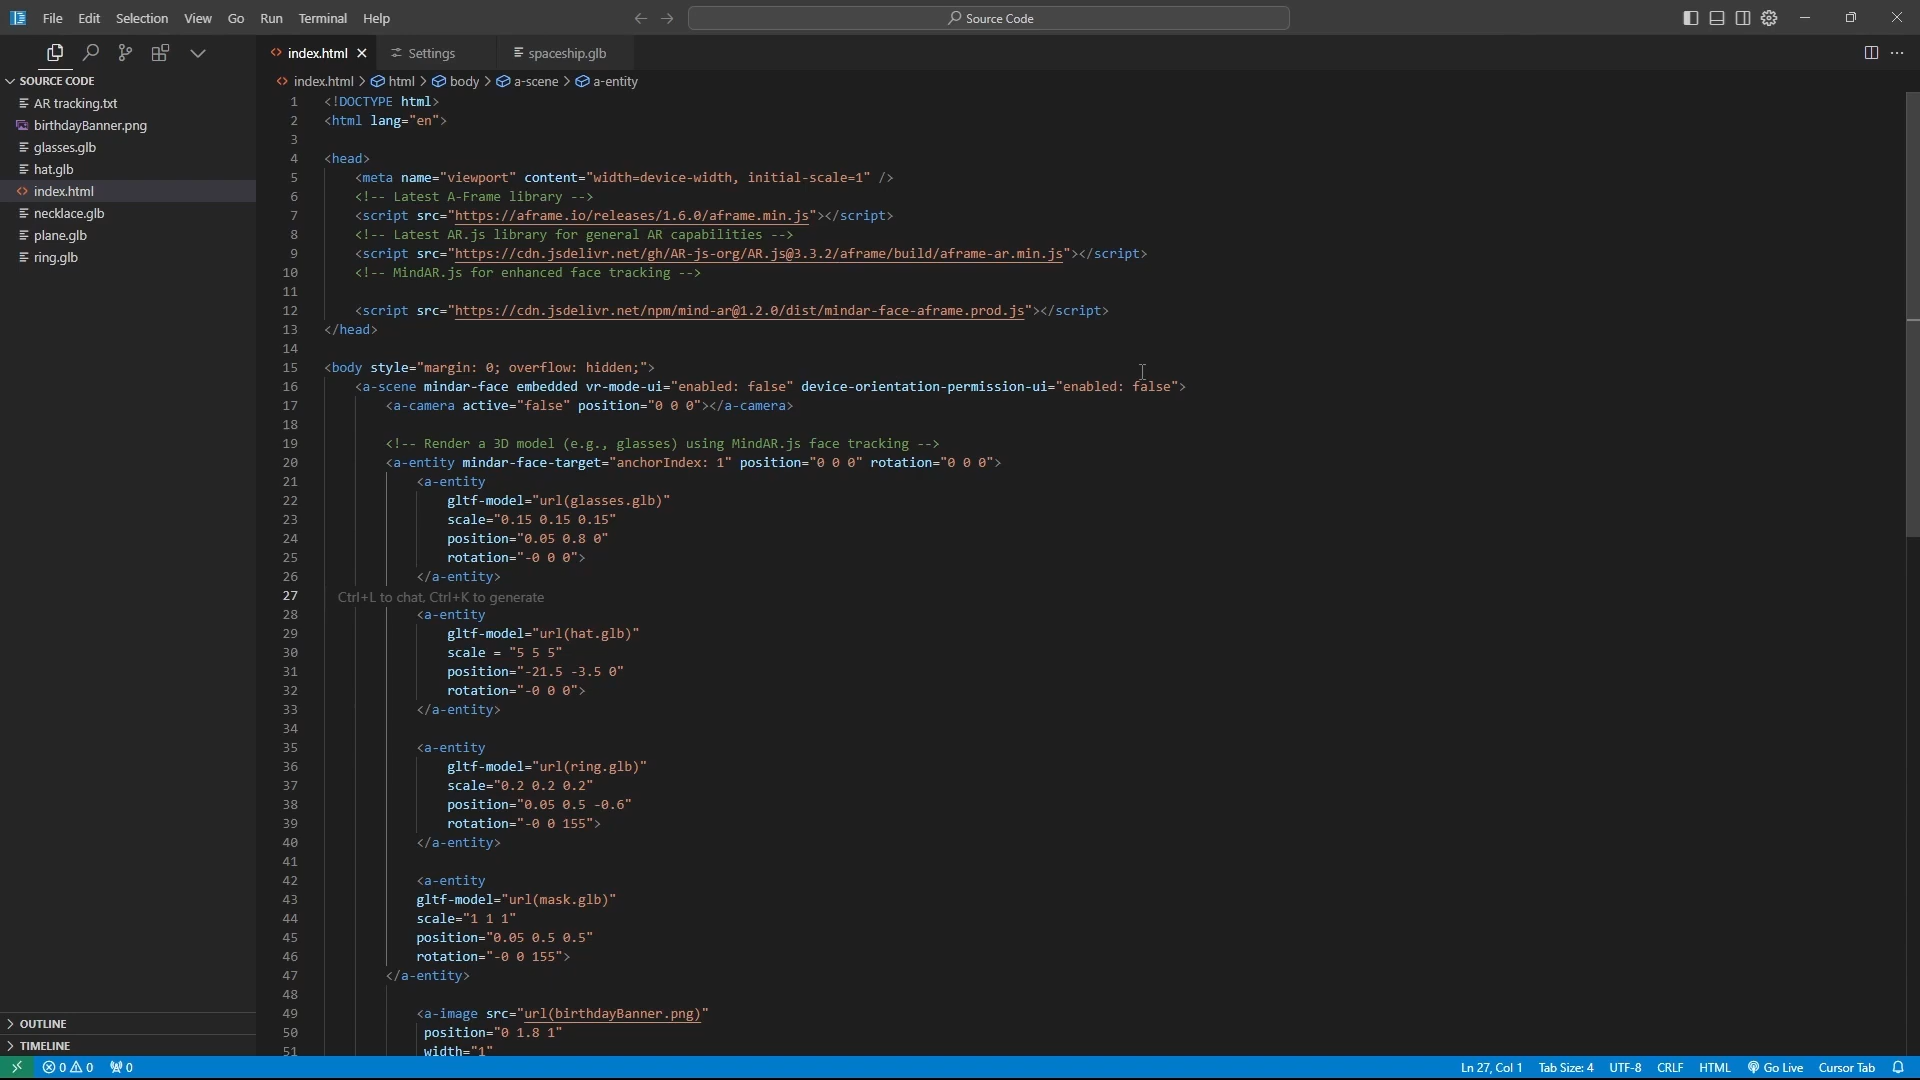 File Edit Selection View Go Run Terminal Help
Source Code
index.html Settings spaceship.glb
SOURCE CODE
AR tracking.txt
birthdayBanner.png
glasses.glb
hat.glb
index.html
necklace.glb
plane.glb
ring.glb
OUTLINE
TIMELINE
index.html > html > body > a-scene > a-entity
1 <!DOCTYPE html>
2 <html lang="en">
3
4 <head>
5 <meta name="viewport" content="width=device-width, initial-scale=1" />
6 <!-- Latest A-Frame library -->
7 <script src="https://aframe.io/releases/1.6.0/aframe.min.js"></script>
8 <!-- Latest AR.js library for general AR capabilities -->
9 <script src="https://cdn.jsdelivr.net/gh/AR-js-org/AR.js@3.3.2/aframe/build/aframe-ar.min.js"></script>
10 <!-- MindAR.js for enhanced face tracking -->
11
12 <script src="https://cdn.jsdelivr.net/npm/mind-ar@1.2.0/dist/mindar-face-aframe.prod.js"></script>
13 </head>
14
15 <body style="margin: 0; overflow: hidden;">
16 <a-scene mindar-face embedded vr-mode-ui="enabled: false" device-orientation-permission-ui="enabled: false">
17 <a-camera active="false" position="0 0 0"></a-camera>
18
19 <!-- Render a 3D model (e.g., glasses) using MindAR.js face tracking -->
20 <a-entity mindar-face-target="anchorIndex: 1" position="0 0 0" rotation="0 0 0">
21 <a-entity
22 gltf-model="url(glasses.glb)"
23 scale="0.15 0.15 0.15"
24 position="0.05 0.8 0"
25 rotation="-0 0 0">
26 </a-entity>
27 Ctrl+L to chat, Ctrl+K to generate
28 <a-entity
29 gltf-model="url(hat.glb)"
30 scale = "5 5 5"
31 position="-21.5 -3.5 0"
32 rotation="-0 0 0">
33 </a-entity>
34
35 <a-entity
36 gltf-model="url(ring.glb)"
37 scale="0.2 0.2 0.2"
38 position="0.05 0.5 -0.6"
39 rotation="-0 0 155">
40 </a-entity>
41
42 <a-entity
43 gltf-model="url(mask.glb)"
44 scale="1 1 1"
45 position="0.05 0.5 0.5"
46 rotation="-0 0 155">
47 </a-entity>
48
49 <a-image src="url(birthdayBanner.png)"
50 position="0 1.8 1"
51 width="1"
0 0 0 Ln 27, Col 1 Tab Size: 4 UTF-8 CRLF HTML Go Live Cursor Tab